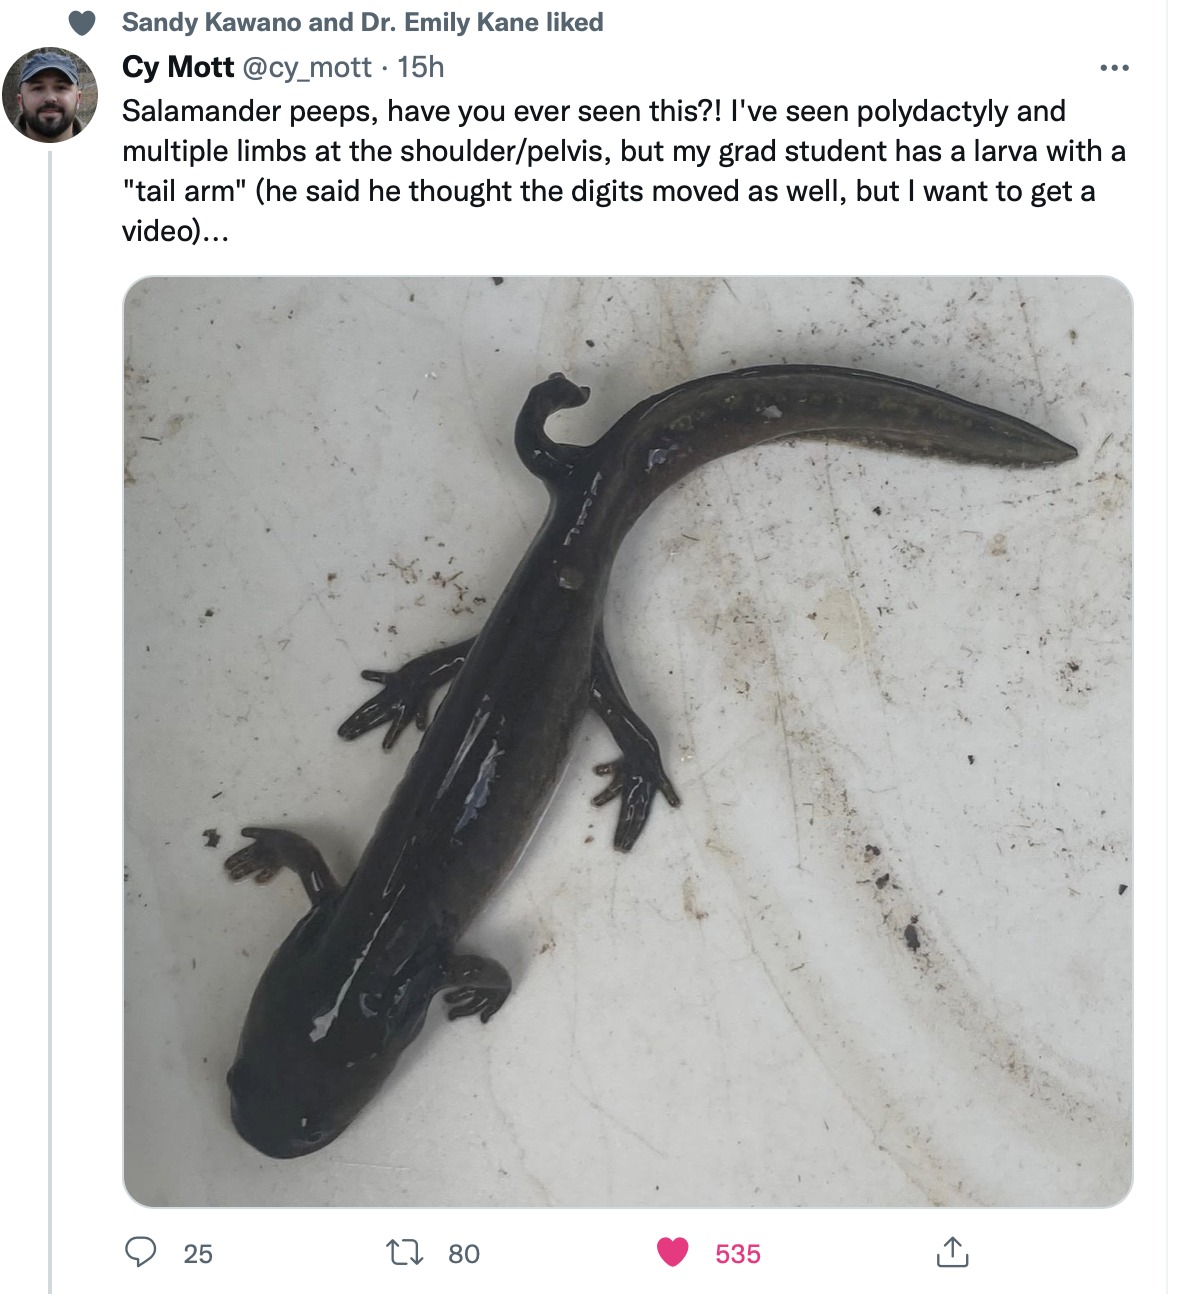 Sandy Kawano and Dr. Emily Kane liked
Cy Mott @cy_mott · 15h
Salamander peeps, have you ever seen this?! I've seen polydactyly and
multiple limbs at the shoulder/pelvis, but my grad student has a larva with a
"tail arm" (he said he thought the digits moved as well, but I want to get a
video)...
25 80 535